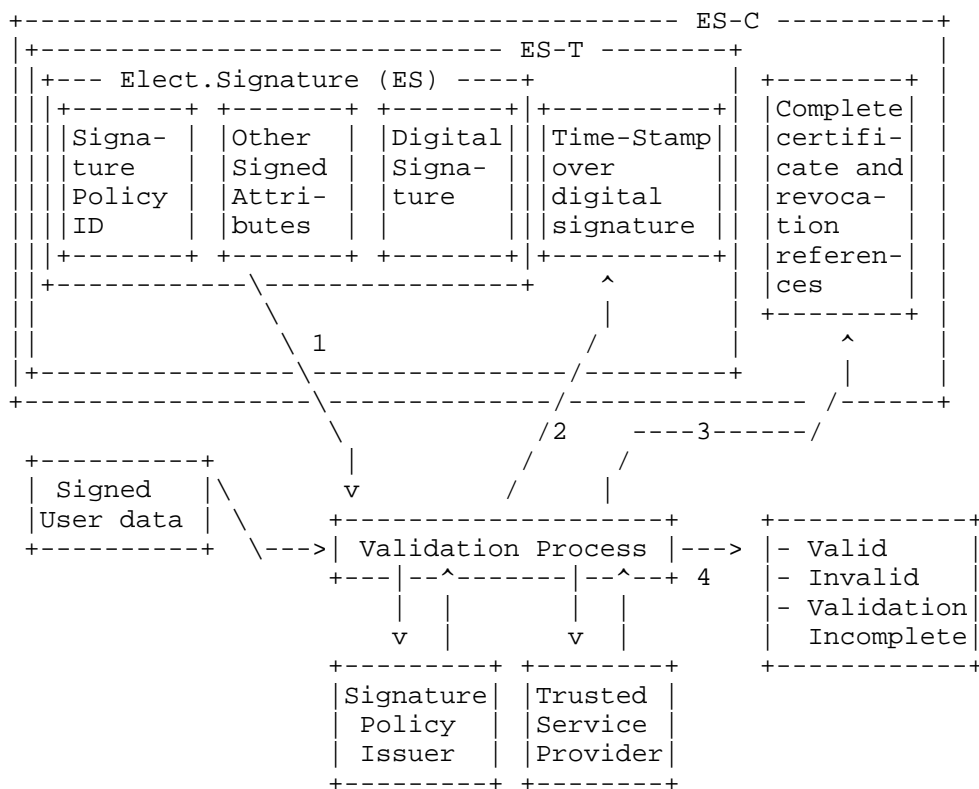 ES-C
ES-T
Elect.Signature (ES)
Signa-
ture
Policy
ID
Other
Signed
Attri-
butes
Digital
Signa-
ture
Time-Stamp
over
digital
signature
Complete
certifi-
cate and
revoca-
tion
referen-
ces
1
2
3
Signed
User data
Validation Process
4
- Valid
- Invalid
- Validation
Incomplete
Signature
Policy
Issuer
Trusted
Service
Provider